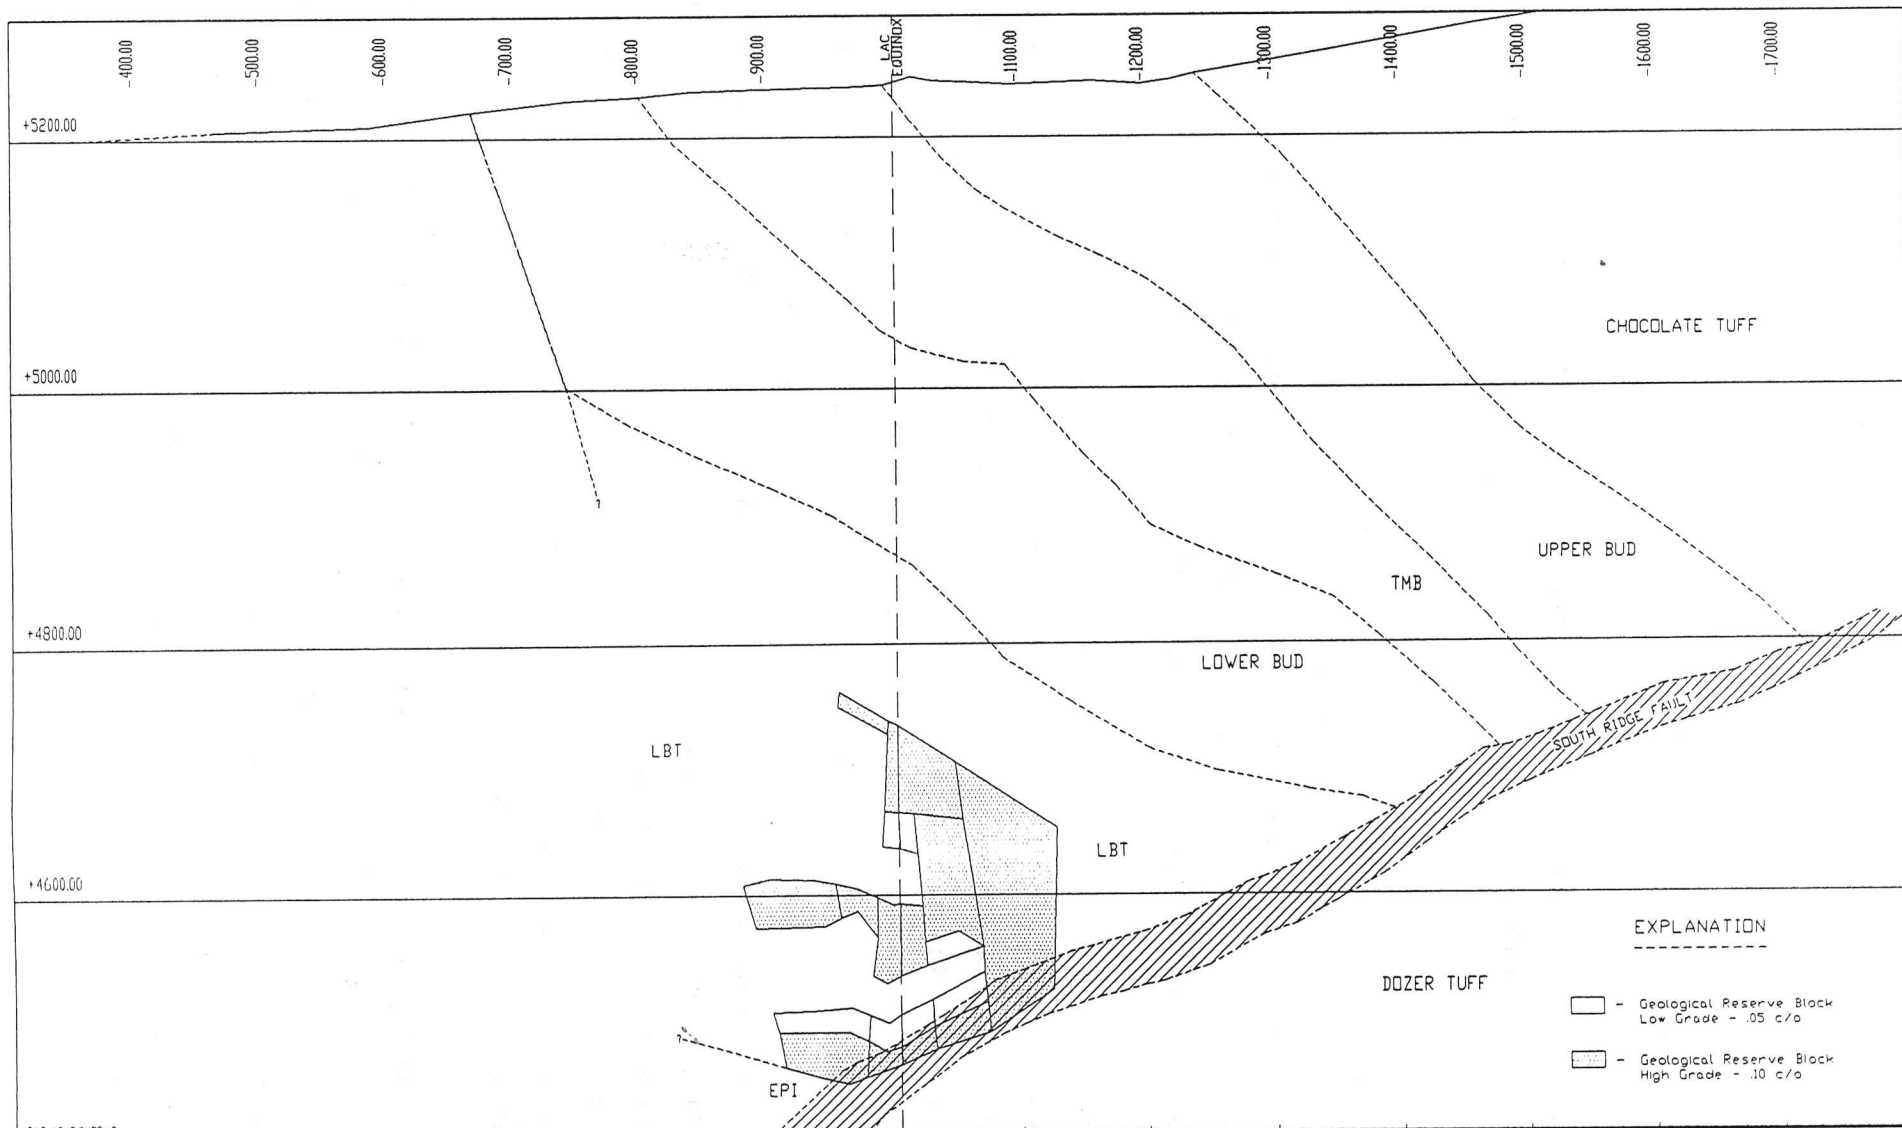 -400.00
-500.00
-600.00
-700.00
-800.00
-900.00
LAC
EQUINOX
-1100.00
-1200.00
-1300.00
-1400.00
-1500.00
-1600.00
-1700.00
+5200.00
CHOCOLATE TUFF
+5000.00
?
UPPER BUD
TMB
+4800.00
LOWER BUD
SOUTH RIDGE FAULT
LBT
LBT
+4600.00
EXPLANATION
DOZER TUFF
- Geological Reserve Block
Low Grade - .05 c/o
?
- Geological Reserve Block
High Grade - .10 c/o
EPI